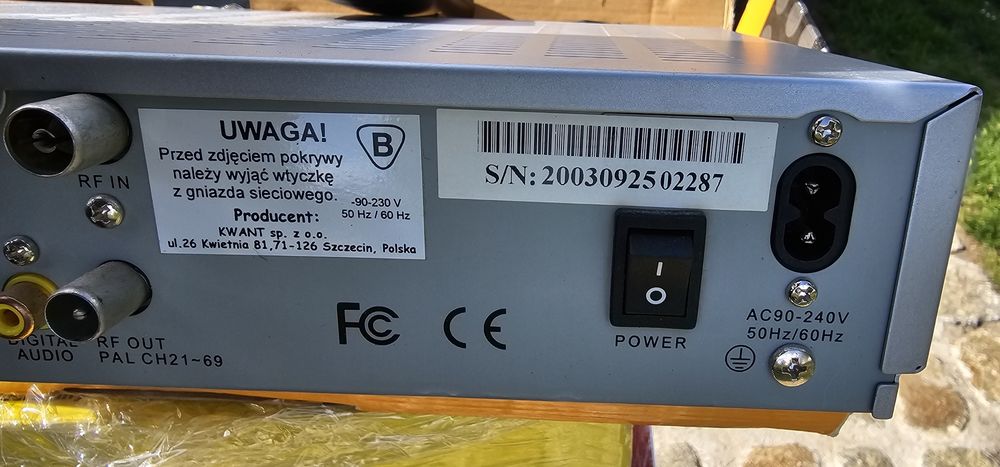 UWAGA!
B
Przed zdjęciem pokrywy
należy wyjąć wtyczkę
z gniazda sieciowego.
-90-230 V
50 Hz / 60 Hz
Producent:
KWANT sp. z o.o.
ul.26 Kwietnia 81,71-126 Szczecin, Polska
S/N: 2003092502287
RF IN
DIGITAL
AUDIO
RF OUT
PAL CH21~69
FC
CE
I
O
POWER
AC90-240V
50Hz/60Hz